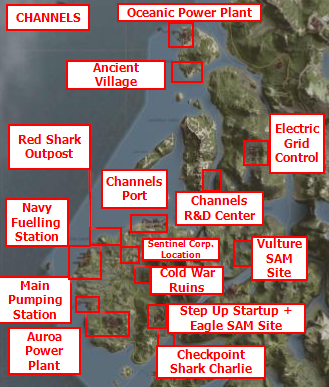 CHANNELS
Oceanic Power Plant
Ancient
Village
Red Shark
Outpost
Electric
Grid
Control
Channels
Port
Channels
R&D Center
Navy
Fuelling
Station
Sentinel Corp.
Location
Vulture
SAM
Site
Cold War
Ruins
Main
Pumping
Station
Step Up Startup +
Eagle SAM Site
Auroa
Power
Plant
Checkpoint
Shark Charlie